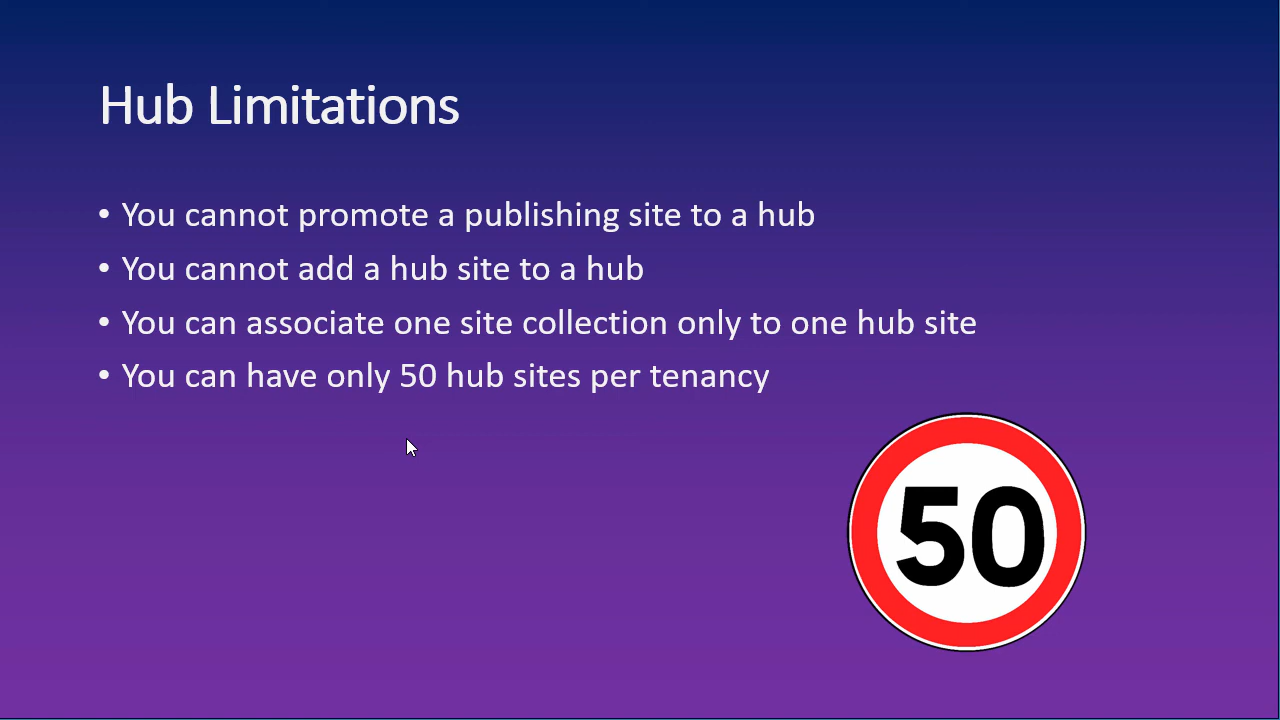 Hub Limitations
• You cannot promote a publishing site to a hub
• You cannot add a hub site to a hub
• You can associate one site collection only to one hub site
• You can have only 50 hub sites per tenancy
50